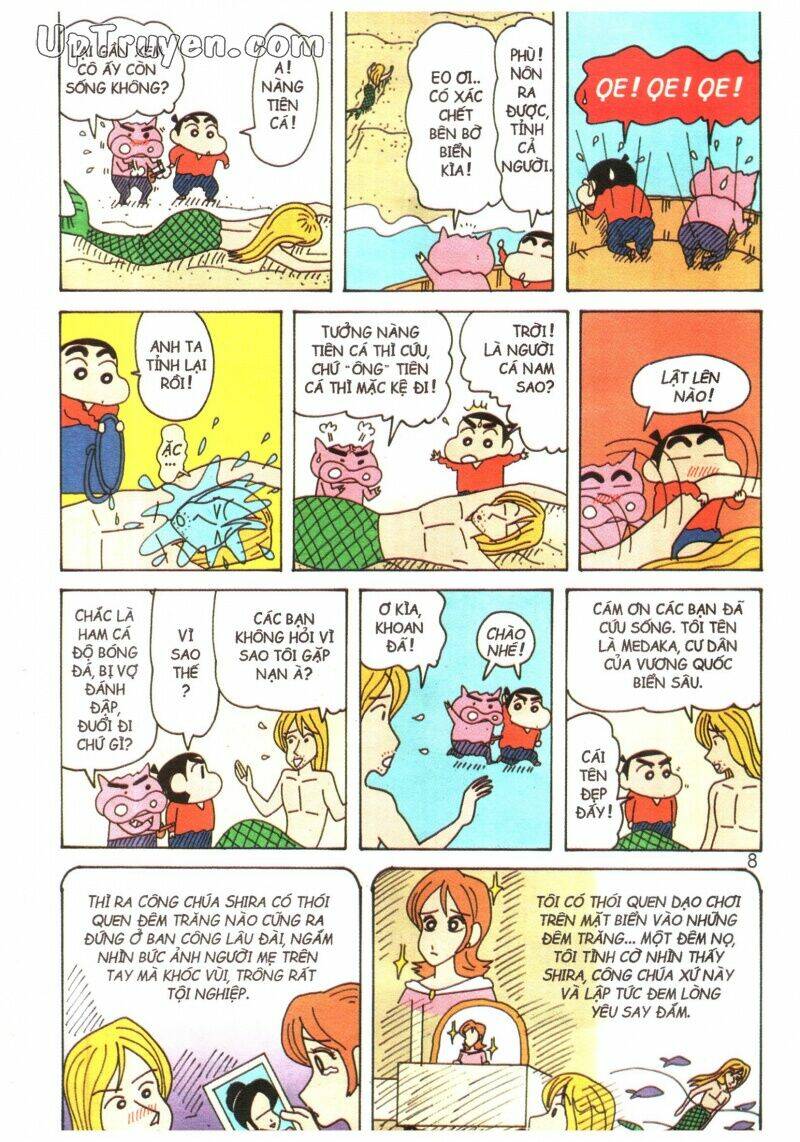 UpTruyen.com
ỌE! ỌE! ỌE!
PHÙ!
NÔN
RA
ĐƯỢC,
TỈNH
CẢ
NGƯỜI.
EO ƠI..
CÓ XÁC
CHẾT
BÊN BỜ
BIỂN
KÌA!
A!
NÀNG
TIÊN
CÁ!
LẠI GẦN XEM
CÔ ẤY CÒN
SỐNG KHÔNG?
LẬT LÊN
NÀO!
TRỜI!
LÀ NGƯỜI
CÁ NAM
SAO?
TƯỞNG NÀNG
TIÊN CÁ THÌ CỨU,
CHỨ "ÔNG" TIÊN
CÁ THÌ MẶC KỆ ĐI!
ANH TA
TỈNH LẠI
RỒI!
ẶC
...
CÁM ƠN CÁC BẠN ĐÃ
CỨU SỐNG. TÔI TÊN
LÀ MEDAKA, CƯ DÂN
CỦA VƯƠNG QUỐC
BIỂN SÂU.
CÁI
TÊN
ĐẸP
ĐẤY!
CHÀO
NHÉ!
Ơ KÌA,
KHOAN
ĐÃ!
CÁC BẠN
KHÔNG HỎI VÌ
SAO TÔI GẶP
NẠN À?
VÌ
SAO
THẾ
?
CHẮC LÀ
HAM CÁ
ĐỘ BÓNG
ĐÁ, BỊ VỢ
ĐÁNH
ĐẬP,
ĐUỔI ĐI
CHỨ GÌ?
8
TÔI CÓ THÓI QUEN DẠO CHƠI
TRÊN MẶT BIỂN VÀO NHỮNG
ĐÊM TRĂNG... MỘT ĐÊM NỌ,
TÔI TÌNH CỜ NHÌN THẤY
SHIRA, CÔNG CHÚA XỨ NÀY
VÀ LẬP TỨC ĐEM LÒNG
YÊU SAY ĐẮM.
THÌ RA CÔNG CHÚA SHIRA CÓ THÓI
QUEN ĐÊM TRĂNG NÀO CŨNG RA
ĐỨNG Ở BAN CÔNG LÂU ĐÀI, NGẮM
NHÌN BỨC ẢNH NGƯỜI MẸ TRÊN
TAY MÀ KHÓC VÙI, TRÔNG RẤT
TỘI NGHIỆP.